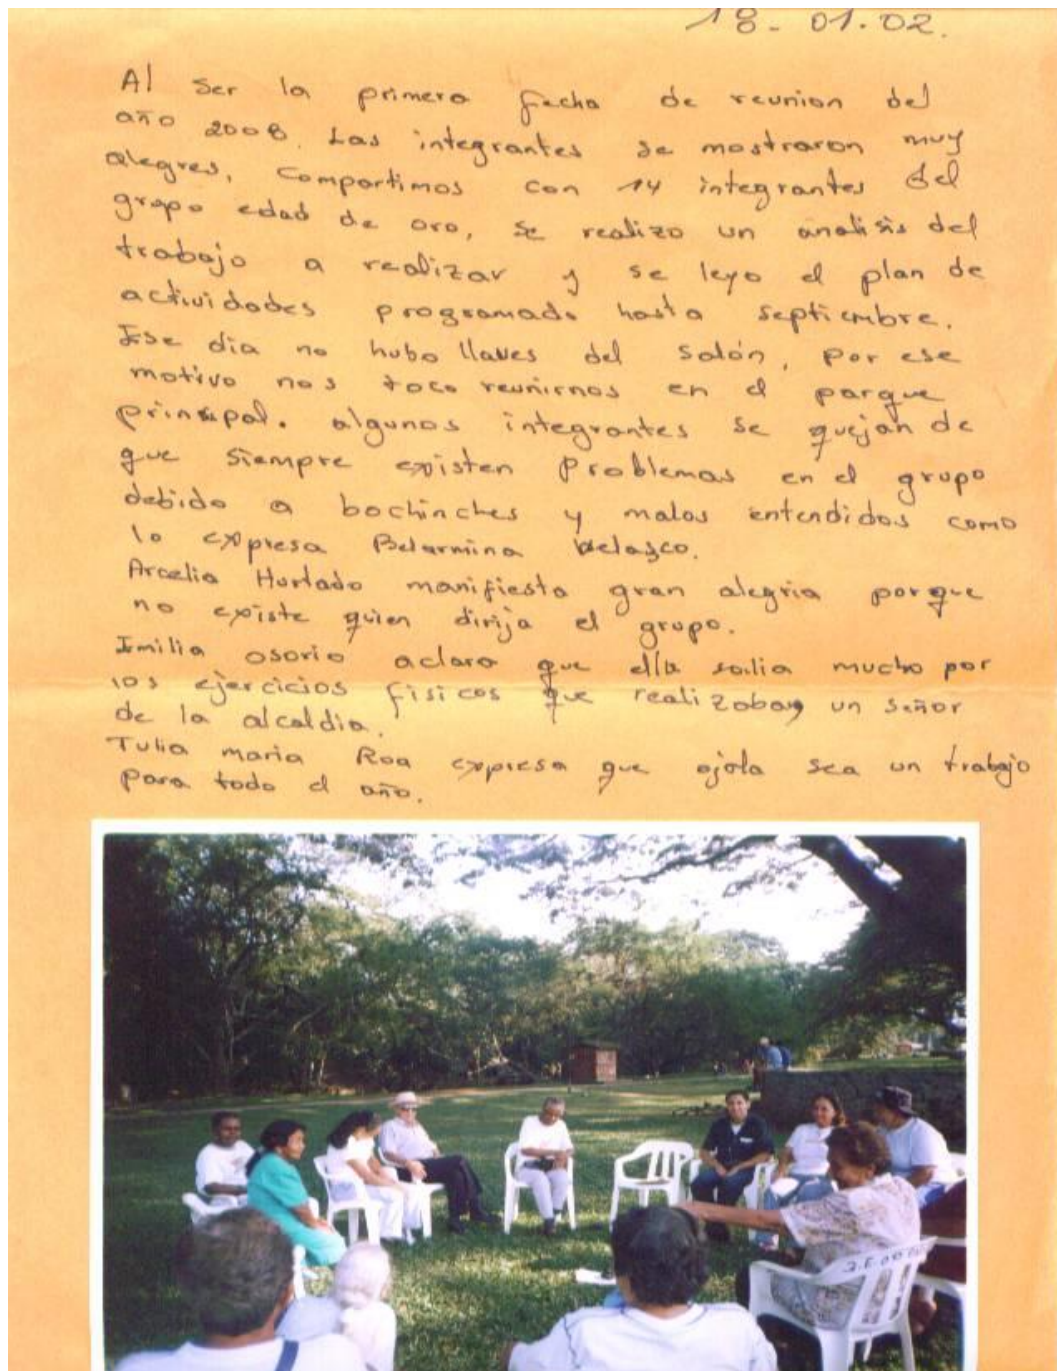 18-01.02.
Al ser la primera fecha de reunion del
año 2008. Las integrantes se mostraron muy
alegres, compartimos con 14 integrantes del
grupo edad de oro, se realizo un analisis del
trabajo a realizar y se leyo el plan de
actividades programado hasta septiembre.
Ese dia no hubo llaves del salón, por ese
motivo nos toco reunirnos en el parque
principal. algunos integrantes se quejan de
que siempre existen problemas en el grupo
debido a bochinches y malos entendidos como
lo expresa Belarmina Velasco.
Arcelia Hurtado manifiesta gran alegria porque
no existe quien dirija el grupo.
Emilia osorio aclara que ella salia mucho por
los ejercicios fisicos que realizaba un señor
de la alcaldia.
Tulia maria Roa expresa que ojola sea un trabajo
para todo el año.